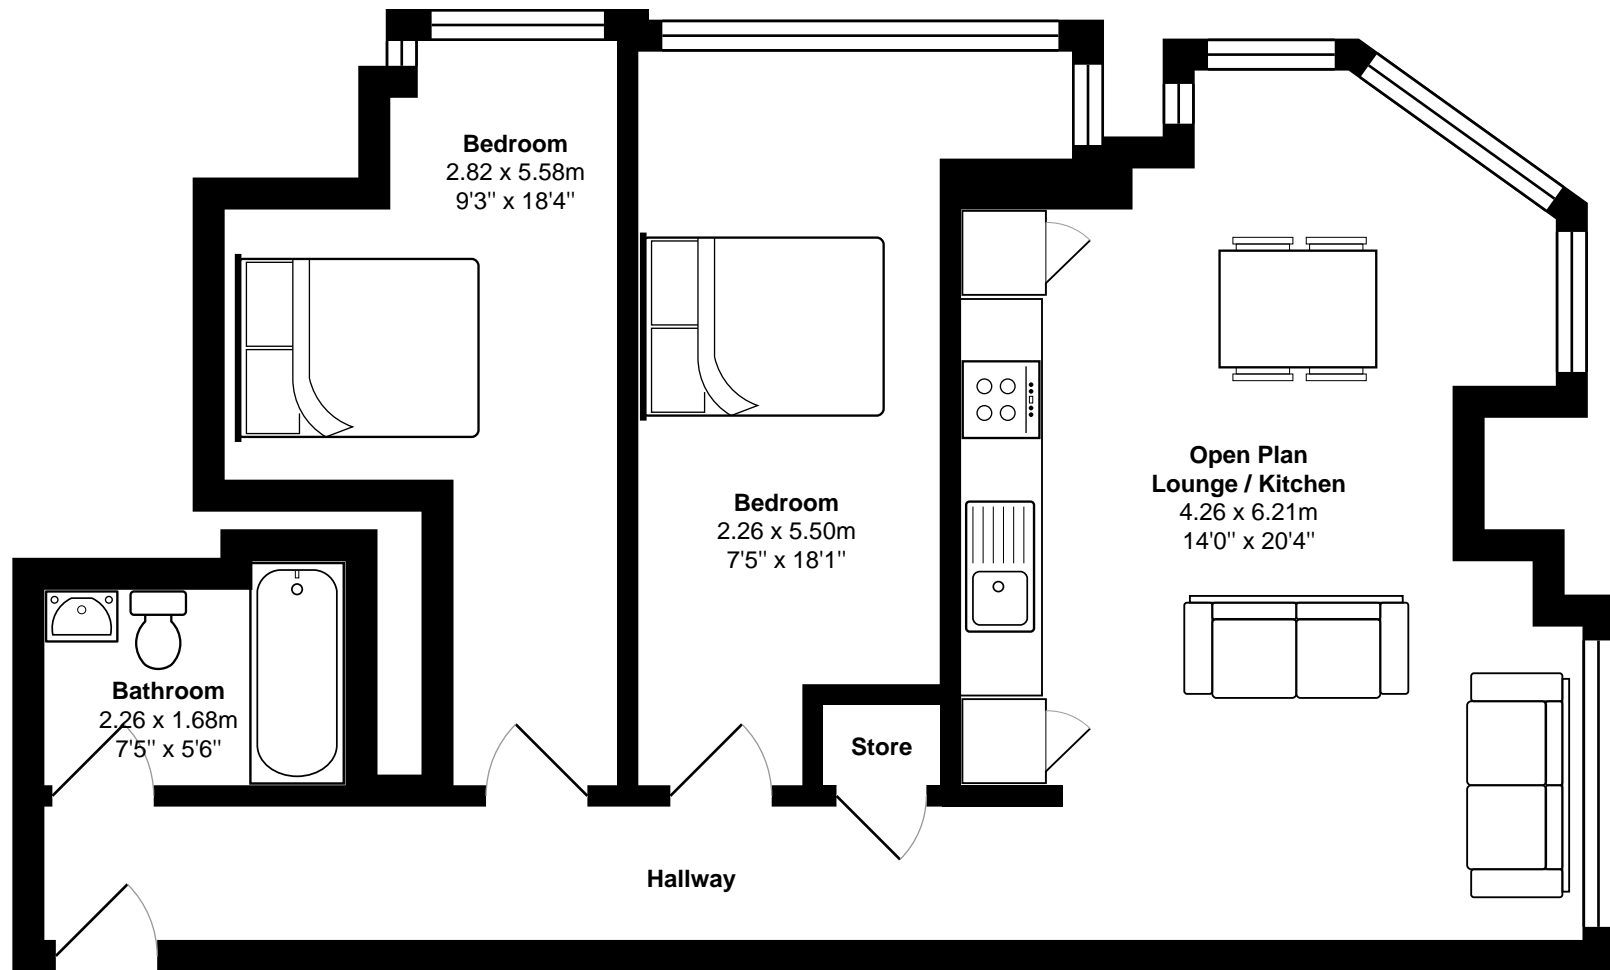 Bedroom
2.82 x 5.58m
9'3" x 18'4"
Bedroom
2.26 x 5.50m
7'5" x 18'1"
Open Plan
Lounge / Kitchen
4.26 x 6.21m
14'0" x 20'4"
Bathroom
2.26 x 1.68m
7'5" x 5'6"
Store
Hallway